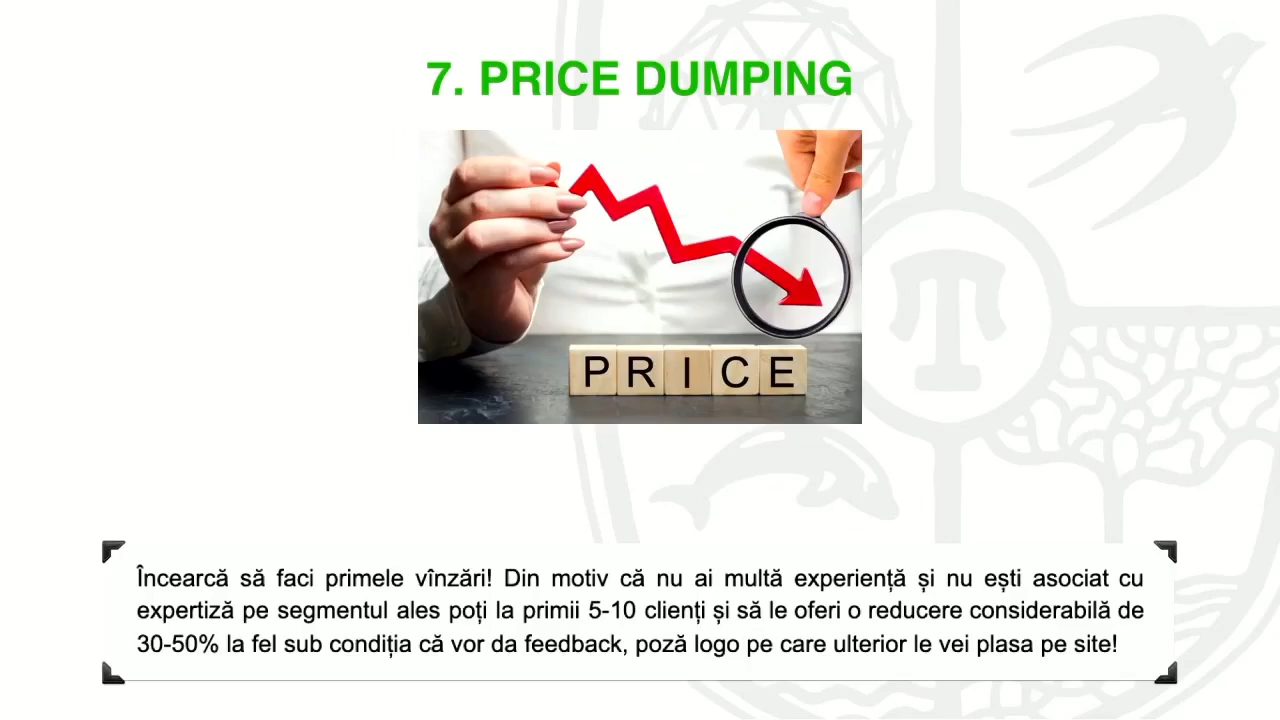 7. PRICE DUMPING
PRICE
Încearcă să faci primele vînzări! Din motiv că nu ai multă experiență și nu ești asociat cu
expertiză pe segmentul ales poți la primii 5-10 clienți și să le oferi o reducere considerabilă de
30-50% la fel sub condiția că vor da feedback, poză logo pe care ulterior le vei plasa pe site!